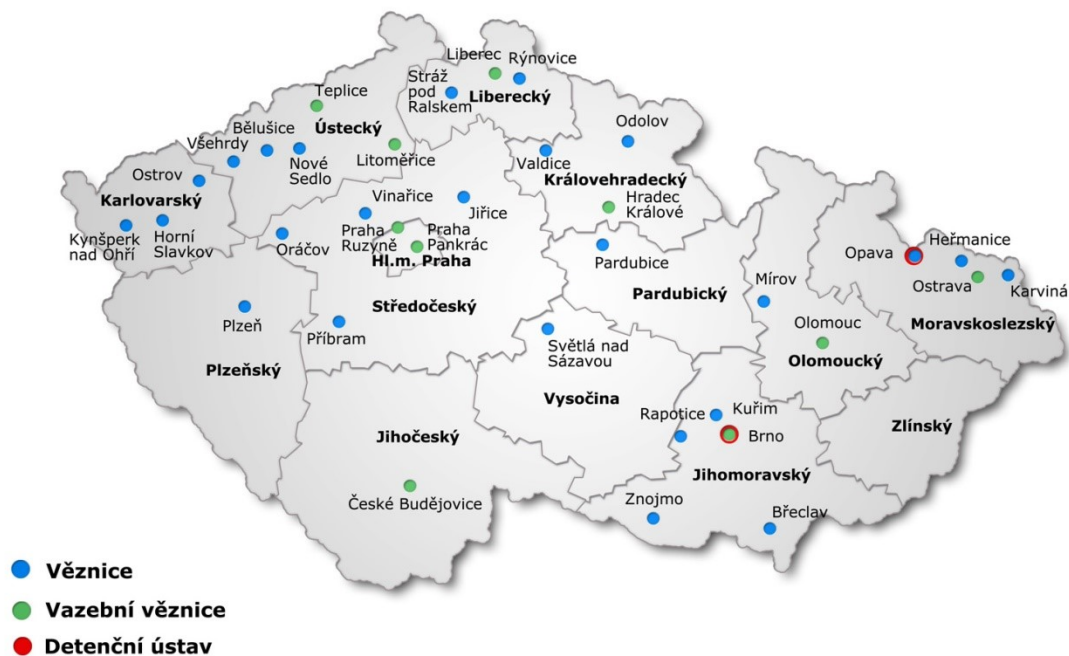 Liberec
Rýnovice
Stráž
pod
Ralskem
Liberecký
Teplice
Ústecký
Bělušice
Všehrdy
Nové
Sedlo
Litoměřice
Odolov
Valdice
Královehradecký
Hradec
Králové
Ostrov
Karlovarský
Kynšperk
nad Ohří
Horní
Slavkov
Vinařice
Jiřice
Oráčov
Praha
Ruzyně
Praha
Pankrác
Hl.m. Praha
Středočeský
Příbram
Pardubice
Pardubický
Opava
Heřmanice
Ostrava
Karviná
Moravskoslezský
Mírov
Olomouc
Olomoucký
Plzeň
Plzeňský
Světlá nad
Sázavou
Vysočina
Rapotice
Kuřim
Brno
Zlínský
Jihočeský
Jihomoravský
České Budějovice
Znojmo
Břeclav
Věznice
Vazební věznice
Detenční ústav